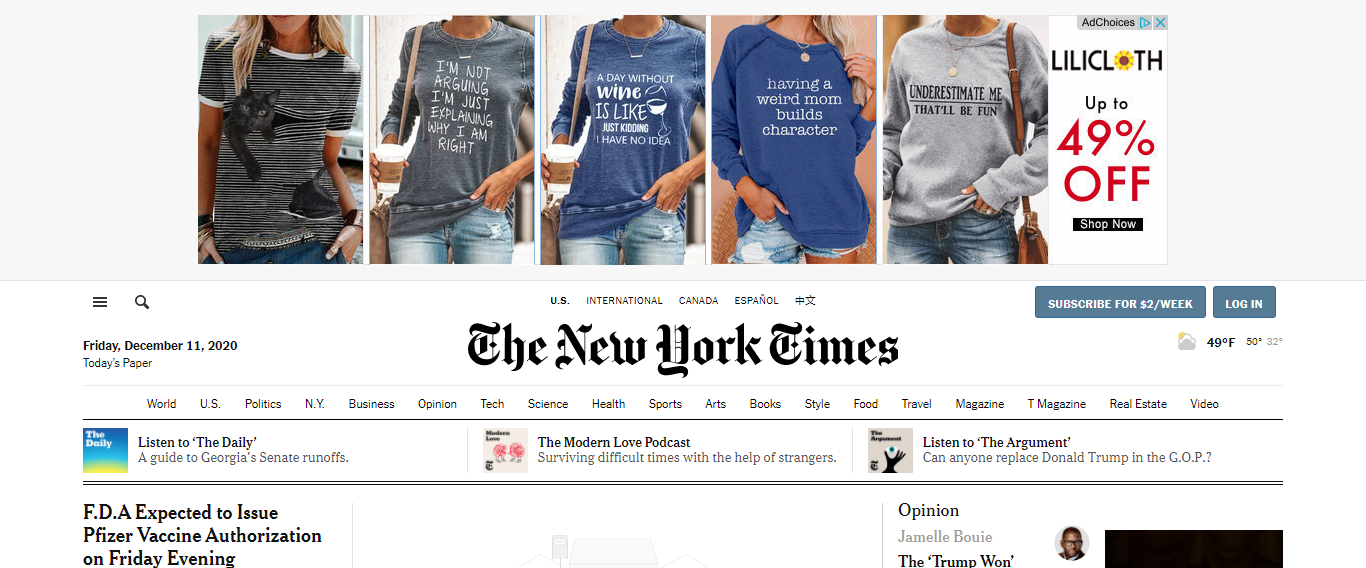 AdChoices
I'M NOT
ARGUING
I'M JUST
EXPLAINING
WHY I AM
RIGHT
A DAY WITHOUT
wine
IS LIKE
JUST KIDDING
I HAVE NO IDEA
having a
weird mom
builds
character
UNDERESTIMATE ME
THAT'LL BE FUN
LILICLOTH
Up to
49%
OFF
Shop Now
U.S. INTERNATIONAL CANADA ESPAÑOL 中文
SUBSCRIBE FOR $2/WEEK LOG IN
Friday, December 11, 2020
Today's Paper
The New York Times
49°F 50° 32°
World U.S. Politics N.Y. Business Opinion Tech Science Health Sports Arts Books Style Food Travel Magazine T Magazine Real Estate Video
The
Daily
Listen to ‘The Daily’
A guide to Georgia's Senate runoffs.
Modern
Love
The Modern Love Podcast
Surviving difficult times with the help of strangers.
The
Argument
Listen to ‘The Argument’
Can anyone replace Donald Trump in the G.O.P.?
F.D.A Expected to Issue
Pfizer Vaccine Authorization
on Friday Evening
Opinion
Jamelle Bouie
The ‘Trump Won’